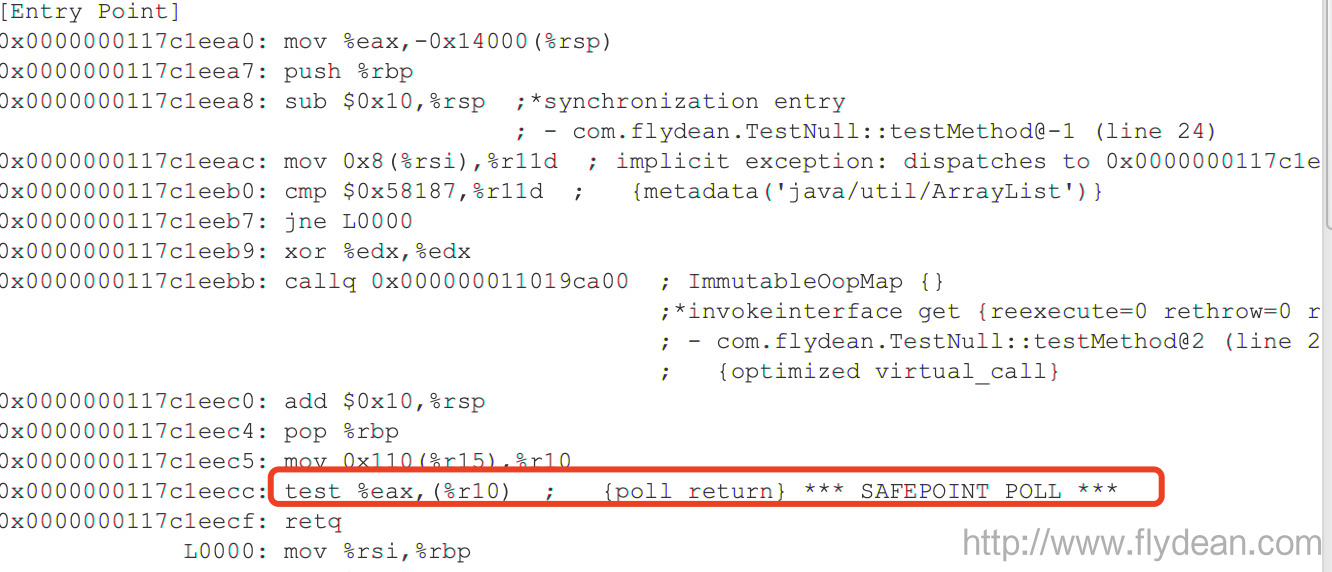 [Entry Point]
0x0000000117c1eea0: mov %eax,-0x14000(%rsp)
0x0000000117c1eea7: push %rbp
0x0000000117c1eea8: sub $0x10,%rsp ;*synchronization entry
; - com.flydean.TestNull::testMethod@-1 (line 24)
0x0000000117c1eeac: mov 0x8(%rsi),%r11d ; implicit exception: dispatches to 0x0000000117c1e
0x0000000117c1eeb0: cmp $0x58187,%r11d ; {metadata('java/util/ArrayList')}
0x0000000117c1eeb7: jne L0000
0x0000000117c1eeb9: xor %edx,%edx
0x0000000117c1eebb: callq 0x000000011019ca00 ; ImmutableOopMap {}
;*invokeinterface get {reexecute=0 rethrow=0 r
; - com.flydean.TestNull::testMethod@2 (line 2
; {optimized virtual_call}
0x0000000117c1eec0: add $0x10,%rsp
0x0000000117c1eec4: pop %rbp
0x0000000117c1eec5: mov 0x110(%r15),%r10
0x0000000117c1eecc: test %eax,(%r10) ; {poll_return} *** SAFEPOINT POLL ***
0x0000000117c1eecf: retq
L0000: mov %rsi,%rbp
http://www.flydean.com